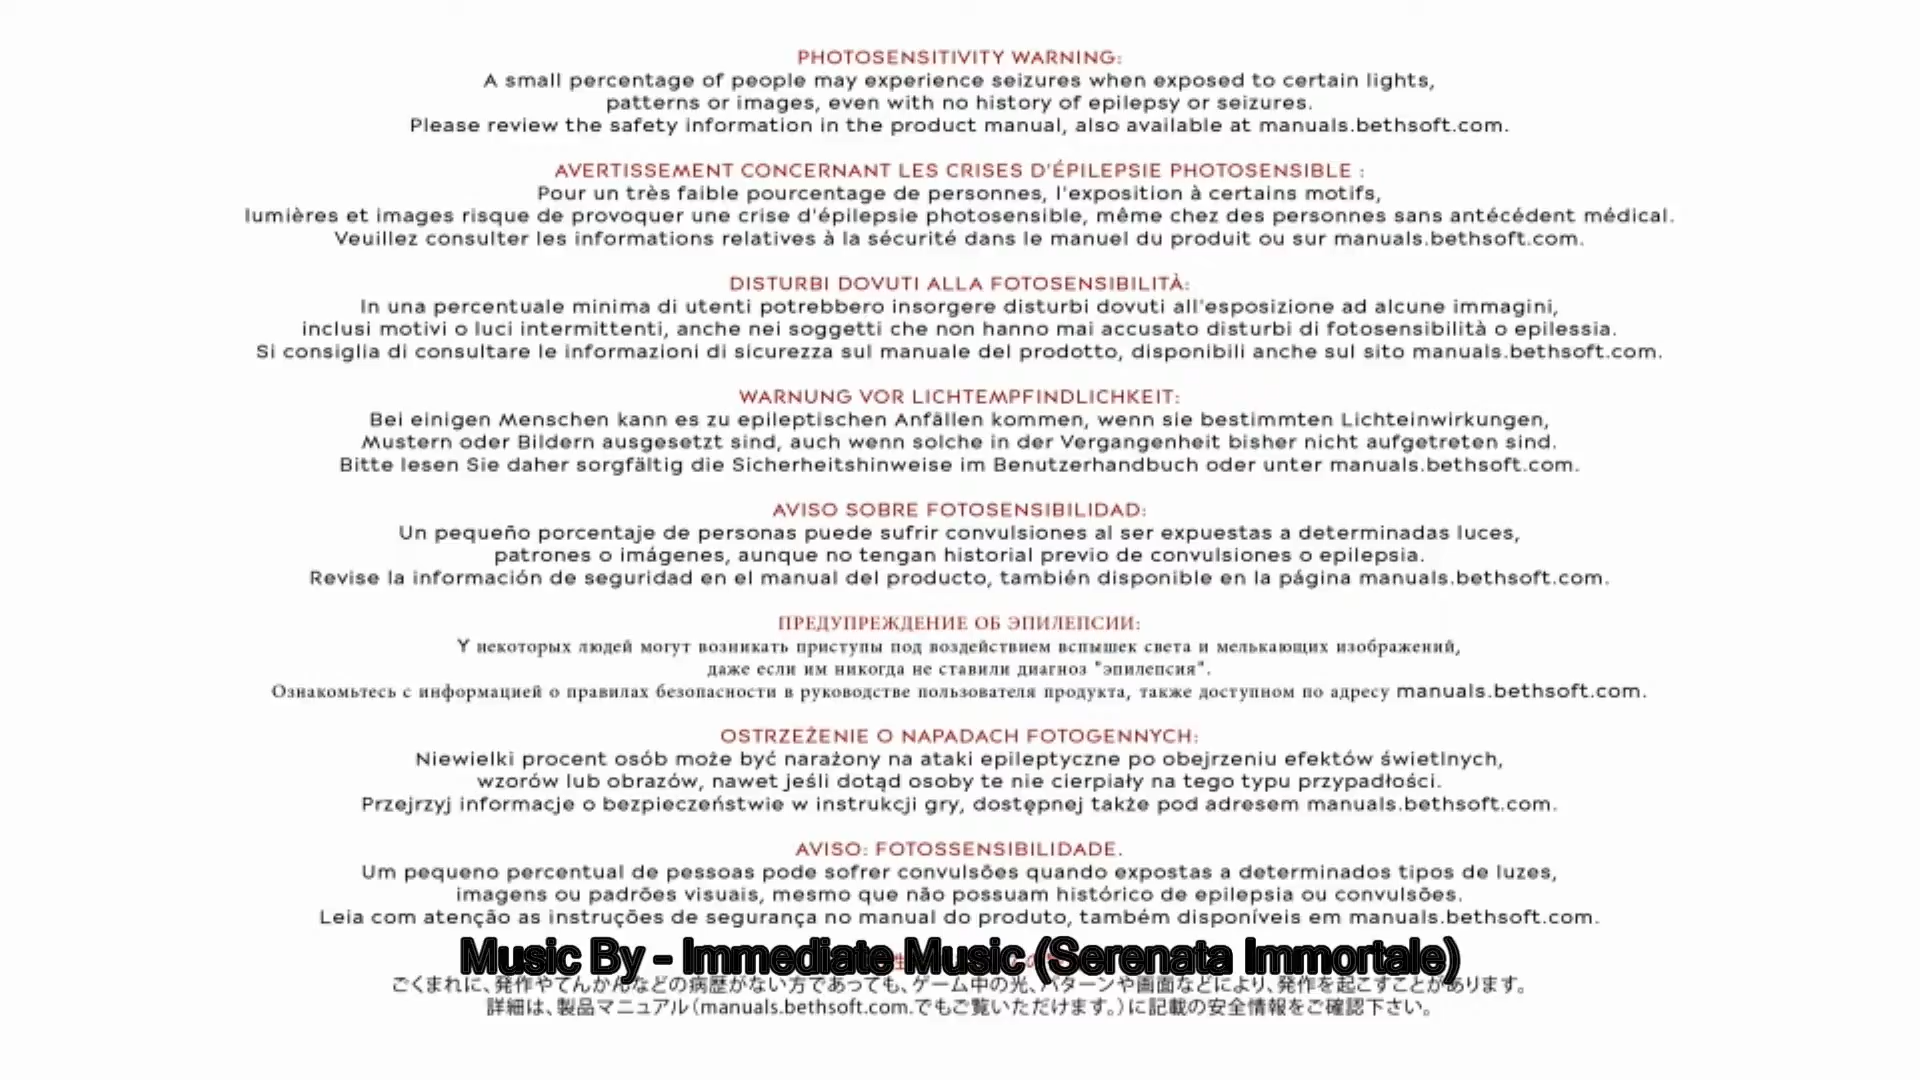 PHOTOSENSITIVITY WARNING:
A small percentage of people may experience seizures when exposed to certain lights,
patterns or images, even with no history of epilepsy or seizures.
Please review the safety information in the product manual, also available at manuals.bethsoft.com.
AVERTISSEMENT CONCERNANT LES CRISES D'ÉPILEPSIE PHOTOSENSIBLE :
Pour un très faible pourcentage de personnes, l'exposition à certains motifs,
lumières et images risque de provoquer une crise d'épilepsie photosensible, même chez des personnes sans antécédent médical.
Veuillez consulter les informations relatives à la sécurité dans le manuel du produit ou sur manuals.bethsoft.com.
DISTURBI DOVUTI ALLA FOTOSENSIBILITÀ:
In una percentuale minima di utenti potrebbero insorgere disturbi dovuti all'esposizione ad alcune immagini,
inclusi motivi o luci intermittenti, anche nei soggetti che non hanno mai accusato disturbi di fotosensibilità o epilessia.
Si consiglia di consultare le informazioni di sicurezza sul manuale del prodotto, disponibili anche sul sito manuals.bethsoft.com.
WARNUNG VOR LICHTEMPFINDLICHKEIT:
Bei einigen Menschen kann es zu epileptischen Anfällen kommen, wenn sie bestimmten Lichteinwirkungen,
Mustern oder Bildern ausgesetzt sind, auch wenn solche in der Vergangenheit bisher nicht aufgetreten sind.
Bitte lesen Sie daher sorgfältig die Sicherheitshinweise im Benutzerhandbuch oder unter manuals.bethsoft.com.
AVISO SOBRE FOTOSENSIBILIDAD:
Un pequeño porcentaje de personas puede sufrir convulsiones al ser expuestas a determinadas luces,
patrones o imágenes, aunque no tengan historial previo de convulsiones o epilepsia.
Revise la información de seguridad en el manual del producto, también disponible en la página manuals.bethsoft.com.
ПРЕДУПРЕЖДЕНИЕ ОБ ЭПИЛЕПСИИ:
У некоторых людей могут возникать приступы под воздействием вспышек света и мелькающих изображений,
даже если им никогда не ставили диагноз "эпилепсия".
Ознакомьтесь с информацией о правилах безопасности в руководстве пользователя продукта, также доступном по адресу manuals.bethsoft.com.
OSTRZEŻENIE O NAPADACH FOTOGENNYCH:
Niewielki procent osób może być narażony na ataki epileptyczne po obejrzeniu efektów świetlnych,
wzorów lub obrazów, nawet jeśli dotąd osoby te nie cierpiały na tego typu przypadłości.
Przejrzyj informacje o bezpieczeństwie w instrukcji gry, dostępnej także pod adresem manuals.bethsoft.com.
AVISO: FOTOSSENSIBILIDADE.
Um pequeno percentual de pessoas pode sofrer convulsões quando expostas a determinados tipos de luzes,
imagens ou padrões visuais, mesmo que não possuam histórico de epilepsia ou convulsões.
Leia com atenção as instruções de segurança no manual do produto, também disponíveis em manuals.bethsoft.com.
Music By - Immediate Music (Serenata Immortale)
ごくまれに、発作やてんかんなどの病歴がない方であっても、ゲーム中の光、パターンや画面などにより、発作を起こすことがあります。
詳細は、製品マニュアル（manuals.bethsoft.com.でもご覧いただけます。）に記載の安全情報をご確認下さい。